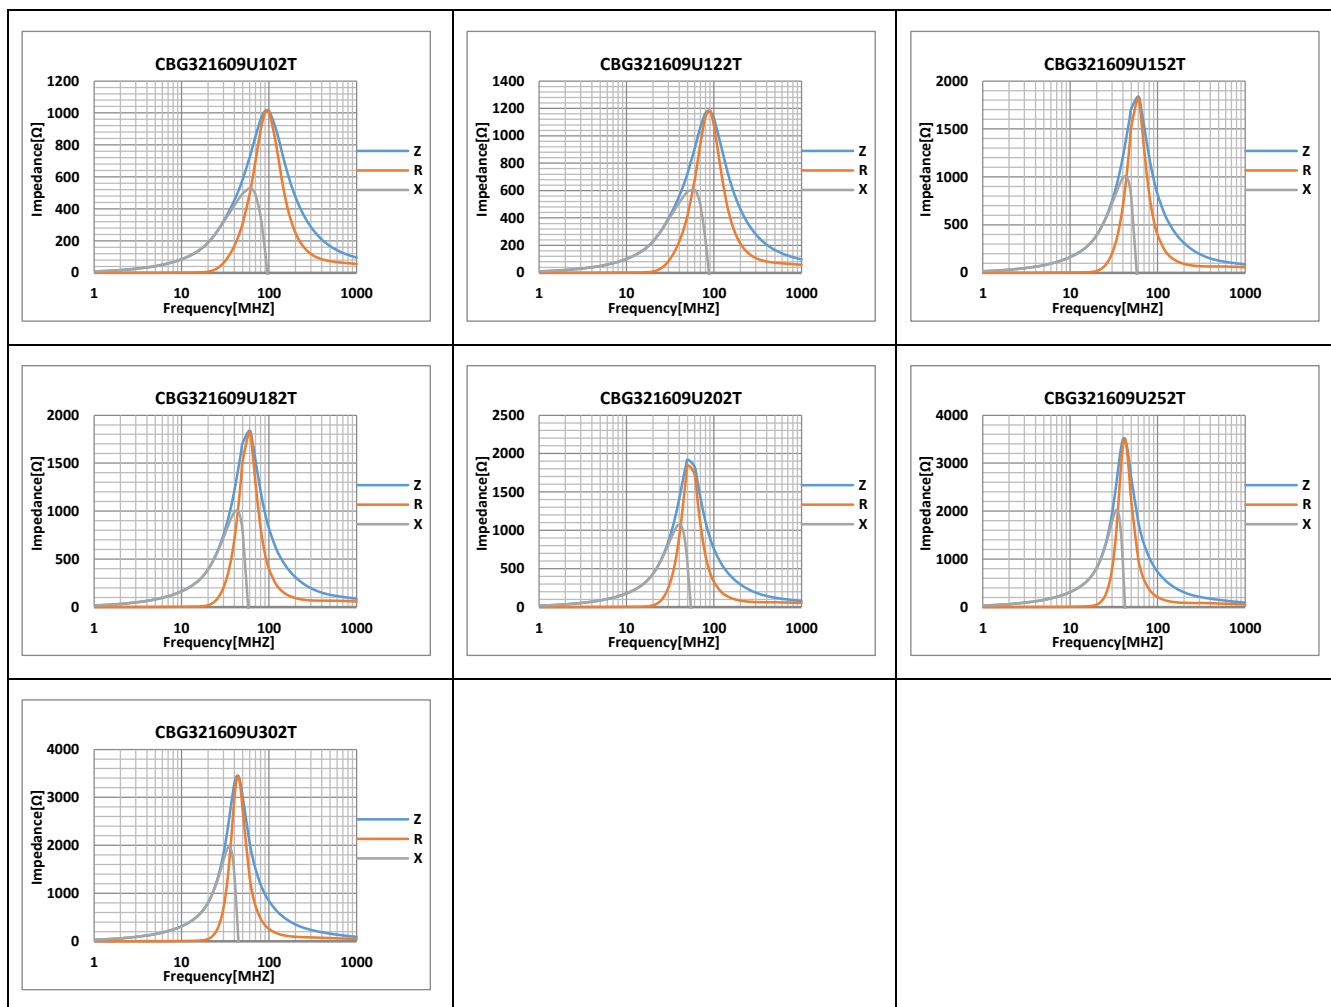 CBG321609U102T
Impedance[Ω]
1200
1000
800
600
400
200
0
1 10 100 1000
Frequency[MHZ]
Z
R
X
CBG321609U122T
Impedance[Ω]
1400
1200
1000
800
600
400
200
0
1 10 100 1000
Frequency[MHZ]
Z
R
X
CBG321609U152T
Impedance[Ω]
2000
1500
1000
500
0
1 10 100 1000
Frequency[MHZ]
Z
R
X
CBG321609U182T
Impedance[Ω]
2000
1500
1000
500
0
1 10 100 1000
Frequency[MHZ]
Z
R
X
CBG321609U202T
Impedance[Ω]
2500
2000
1500
1000
500
0
1 10 100 1000
Frequency[MHZ]
Z
R
X
CBG321609U252T
Impedance[Ω]
4000
3000
2000
1000
0
1 10 100 1000
Frequency[MHZ]
Z
R
X
CBG321609U302T
Impedance[Ω]
4000
3000
2000
1000
0
1 10 100 1000
Frequency[MHZ]
Z
R
X